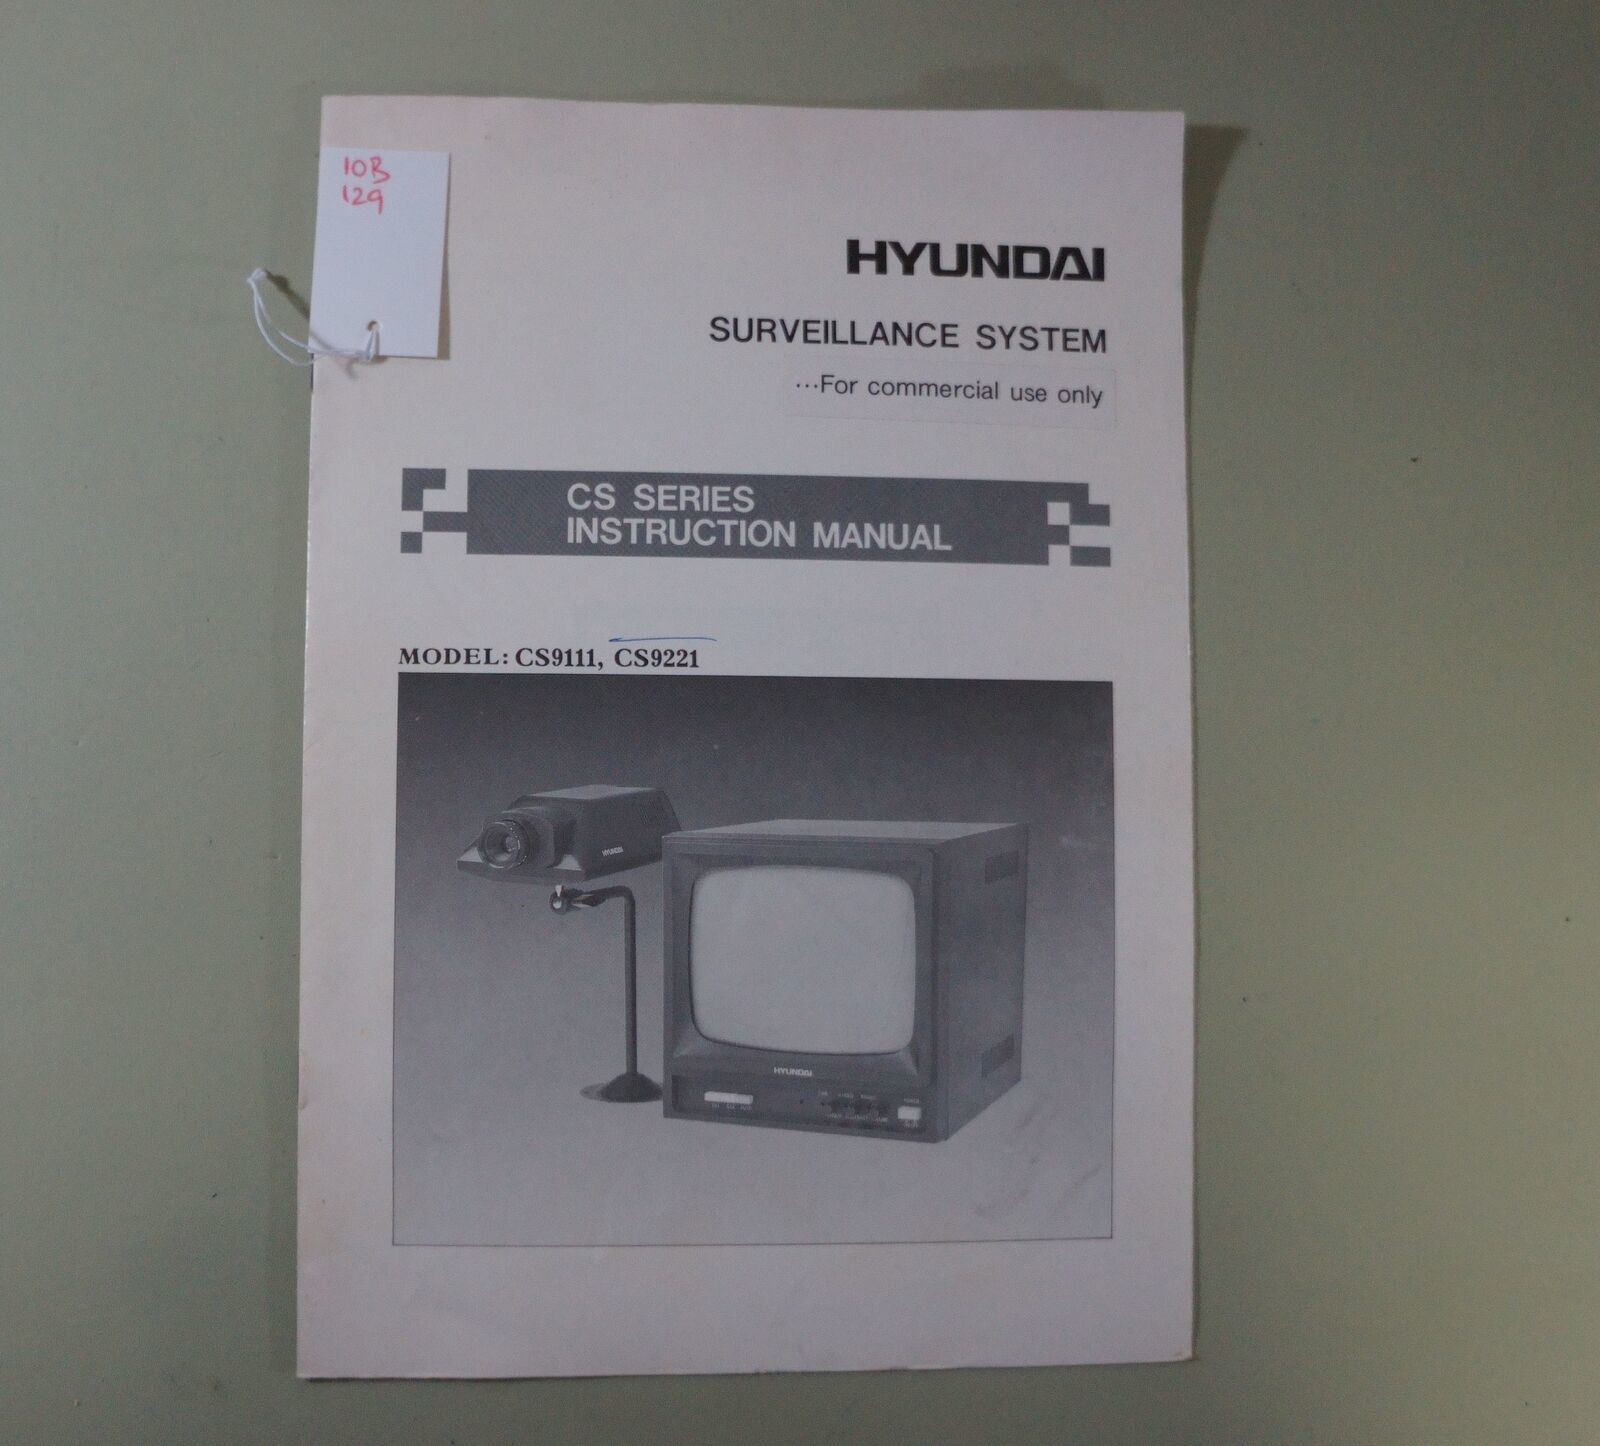 10B
129
HYUNDAI
SURVEILLANCE SYSTEM
...For commercial use only
CS SERIES
INSTRUCTION MANUAL
MODEL: CS9111, CS9221
HYUNDAI
HYUNDAI